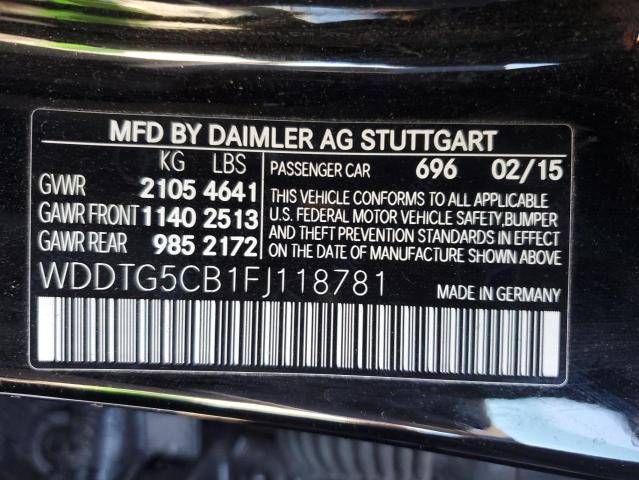 MFD BY DAIMLER AG STUTTGART
KG LBS
GWWR 2105 4641
GAWR FRONT 1140 2513
GAWR REAR 985 2172
PASSENGER CAR 696 02/15
THIS VEHICLE CONFORMS TO ALL APPLICABLE
U.S. FEDERAL MOTOR VEHICLE SAFETY, BUMPER
AND THEFT PREVENTION STANDARDS IN EFFECT
ON THE DATE OF MANUFACTURE SHOWN ABOVE
WDDTG5CB1FJ118781
MADE IN GERMANY